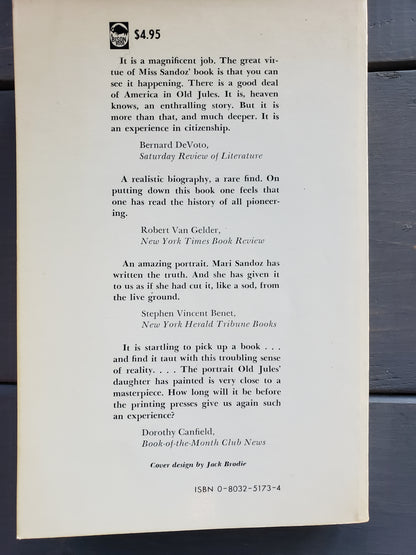 BISON BOOK
$4.95
It is a magnificent job. The great vir-
tue of Miss Sandoz' book is that you can
see it happening. There is a good deal
of America in Old Jules. It is, heaven
knows, an enthralling story. But it is
more than that, and much deeper. It is
an experience in citizenship.
Bernard DeVoto,
Saturday Review of Literature
A realistic biography, a rare find. On
putting down this book one feels that
one has read the history of all pioneer-
ing.
Robert Van Gelder,
New York Times Book Review
An amazing portrait. Mari Sandoz has
written the truth. And she has given it
to us as if she had cut it, like a sod, from
the live ground.
Stephen Vincent Benet,
New York Herald Tribune Books
It is startling to pick up a book . . .
and find it taut with this troubling sense
of reality. . . . The portrait Old Jules'
daughter has painted is very close to a
masterpiece. How long will it be before
the printing presses give us again such
an experience?
Dorothy Canfield,
Book-of-the-Month Club News
Cover design by Jack Brodie
ISBN 0-8032-5173-4